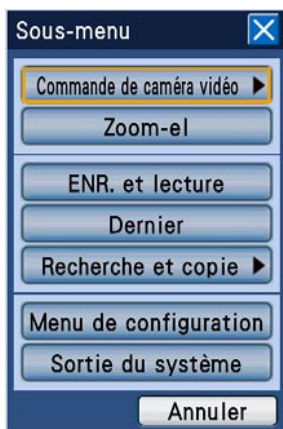 Sous-menu
Commande de caméra vidéo
Zoom-el
ENR. et lecture
Dernier
Recherche et copie
Menu de configuration
Sortie du système
Annuler